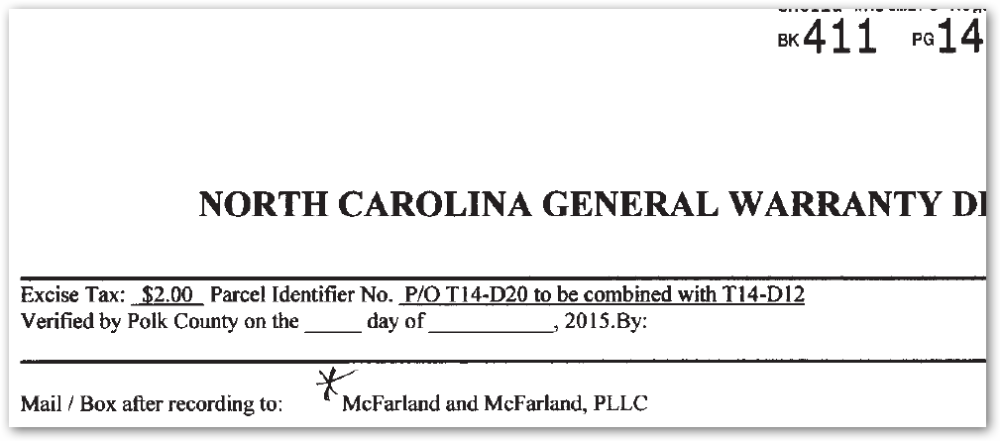 BK 411 PG 14
NORTH CAROLINA GENERAL WARRANTY
Excise Tax: $2.00 Parcel Identifier No. P/O T14-D20 to be combined with T14-D12
Verified by Polk County on the _____ day of ___________, 2015.By:
Mail / Box after recording to: McFarland and McFarland, PLLC